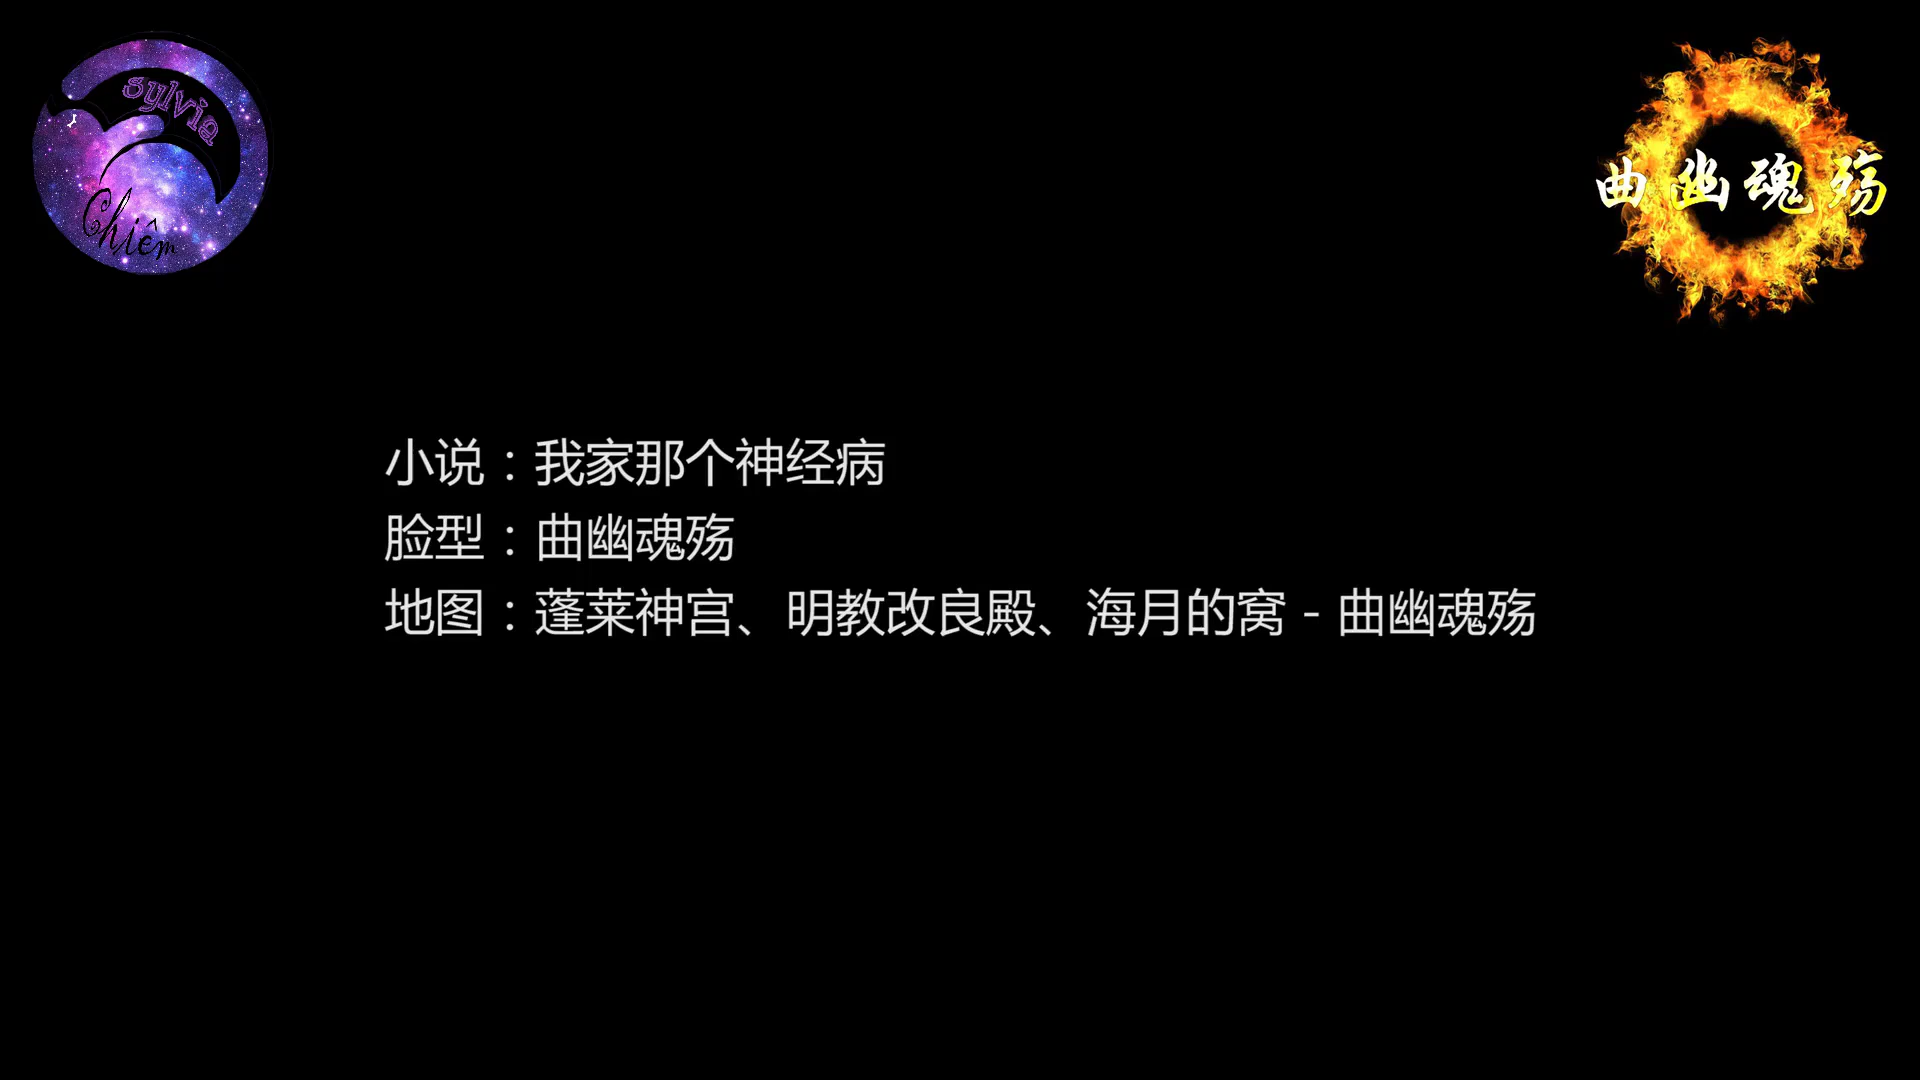 sylvia
Chiêm
曲幽魂殇
小说：我家那个神经病
脸型：曲幽魂殇
地图：蓬莱神宫、明教改良殿、海月的窝 - 曲幽魂殇